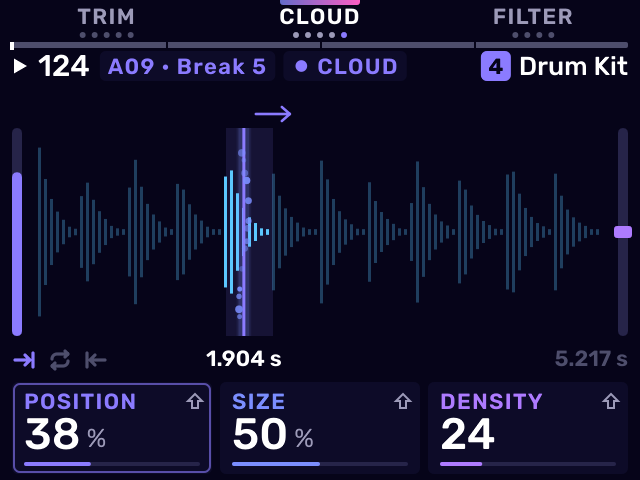 TRIM CLOUD FILTER
124 A09 • Break 5 CLOUD 4 Drum Kit
1.904 s 5.217 s
POSITION SIZE DENSITY
38 % 50 % 24